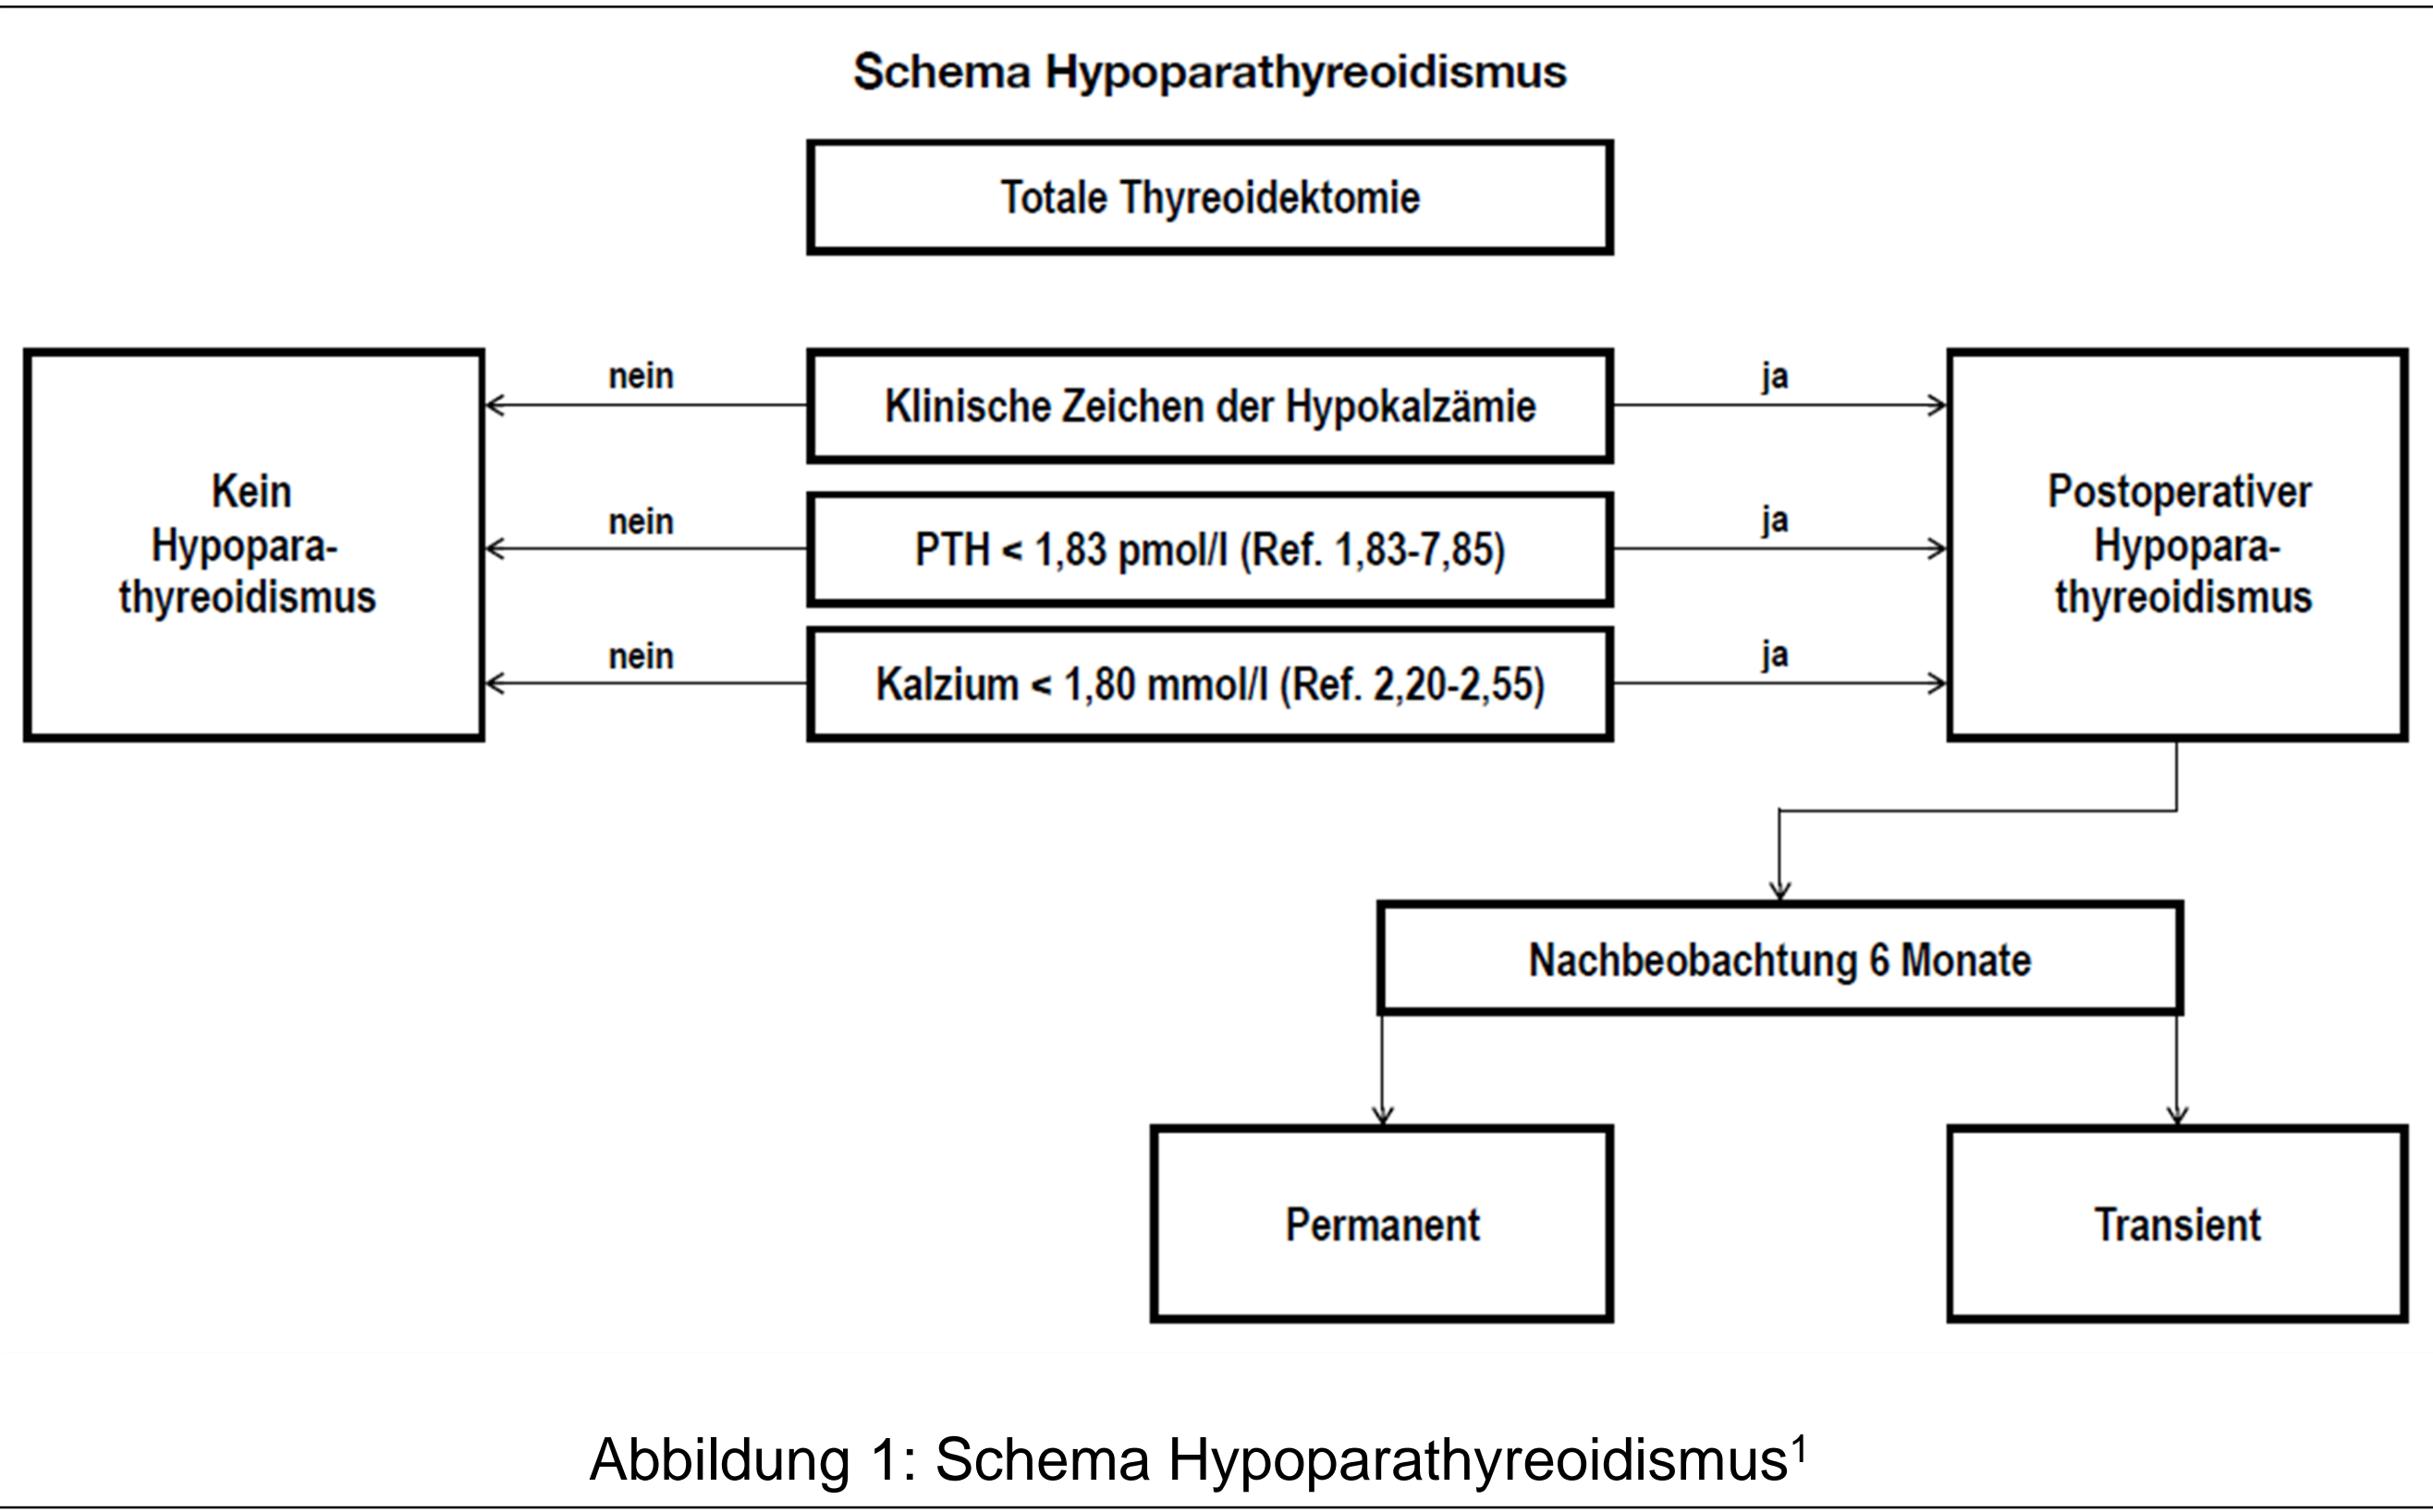 Schema Hypoparathyreoidismus
Totale Thyreoidektomie
nein
Klinische Zeichen der Hypokalzämie
ja
Kein
Hypopara-
thyreoidismus
nein
PTH < 1,83 pmol/l (Ref. 1,83-7,85)
ja
Postoperativer
Hypopara-
thyreoidismus
nein
Kalzium < 1,80 mmol/l (Ref. 2,20-2,55)
ja
Nachbeobachtung 6 Monate
Permanent
Transient
Abbildung 1: Schema Hypoparathyreoidismus¹